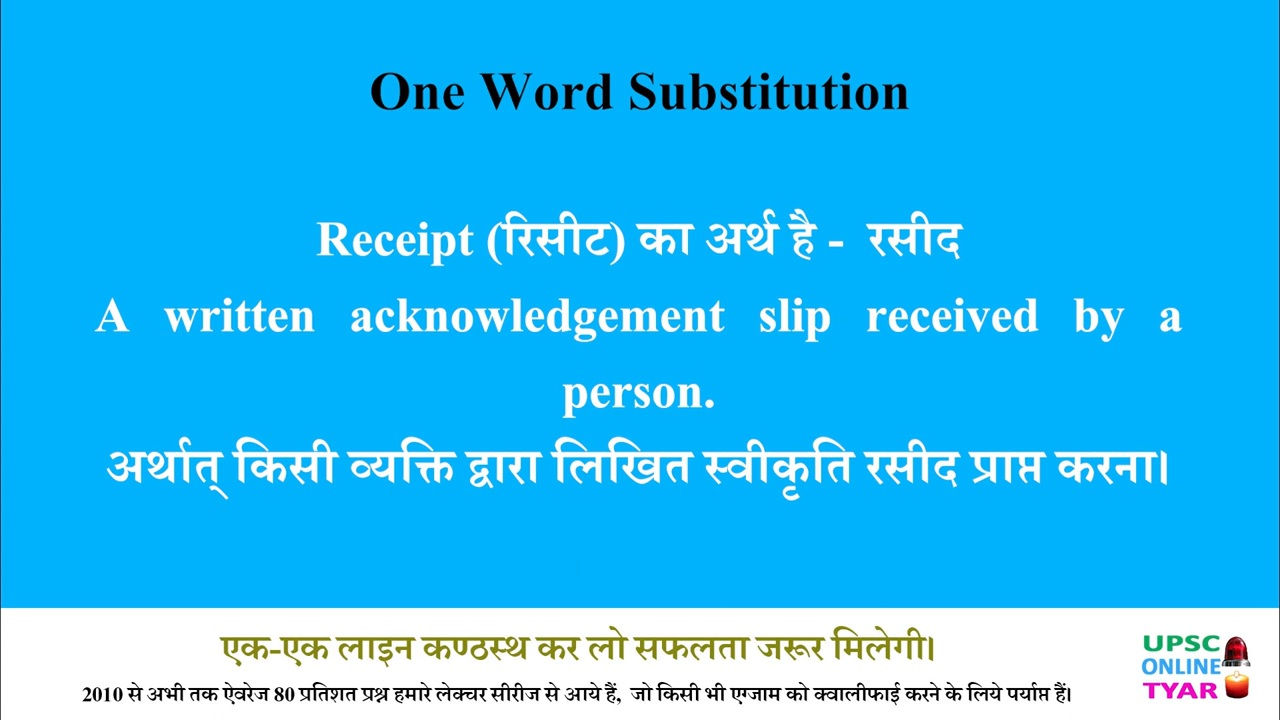 One Word Substitution
Receipt (रिसीट) का अर्थ है - रसीद
A written acknowledgement slip received by a
person.
अर्थात् किसी व्यक्ति द्वारा लिखित स्वीकृति रसीद प्राप्त करना।
एक-एक लाइन कण्ठस्थ कर लो सफलता जरूर मिलेगी।
2010 से अभी तक ऐवरेज 80 प्रतिशत प्रश्न हमारे लेक्चर सीरीज से आये हैं, जो किसी भी एग्जाम को क्वालीफाई करने के लिये पर्याप्त हैं।
UPSC
ONLINE
TYAR